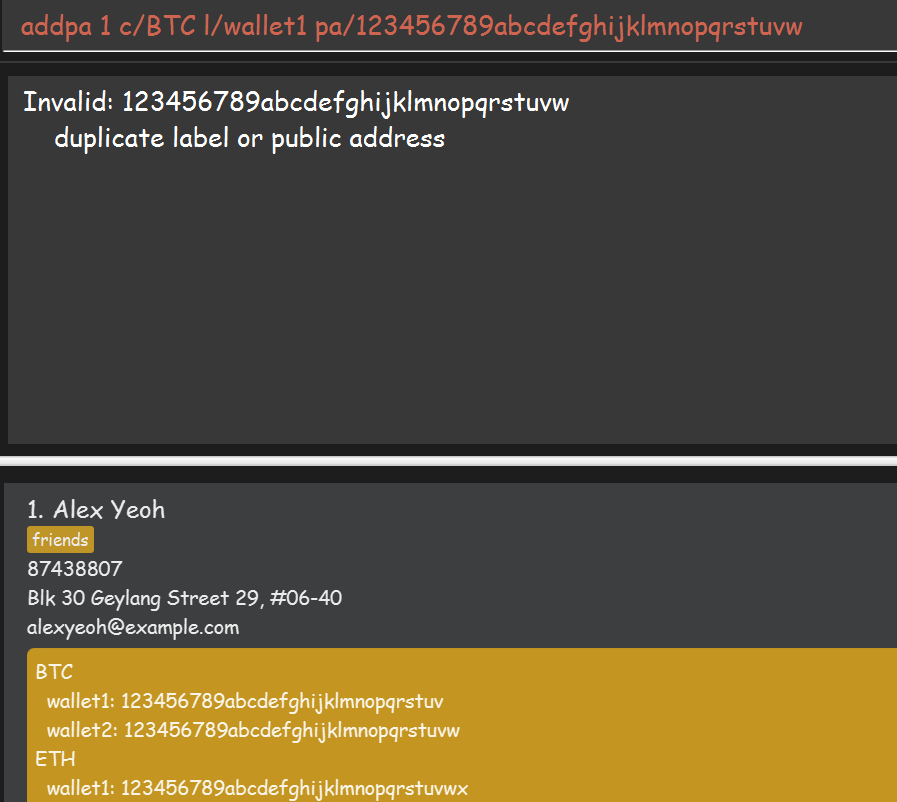 addpa 1 c/BTC l/wallet1 pa/123456789abcdefghijklmnopqrstuvw
Invalid: 123456789abcdefghijklmnopqrstuvw
duplicate label or public address
1. Alex Yeoh
friends
87438807
Blk 30 Geylang Street 29, #06-40
alexyeoh@example.com
BTC
wallet1: 123456789abcdefghijklmnopqrstuv
wallet2: 123456789abcdefghijklmnopqrstuvw
ETH
wallet1: 123456789abcdefghijklmnopqrstuvwx